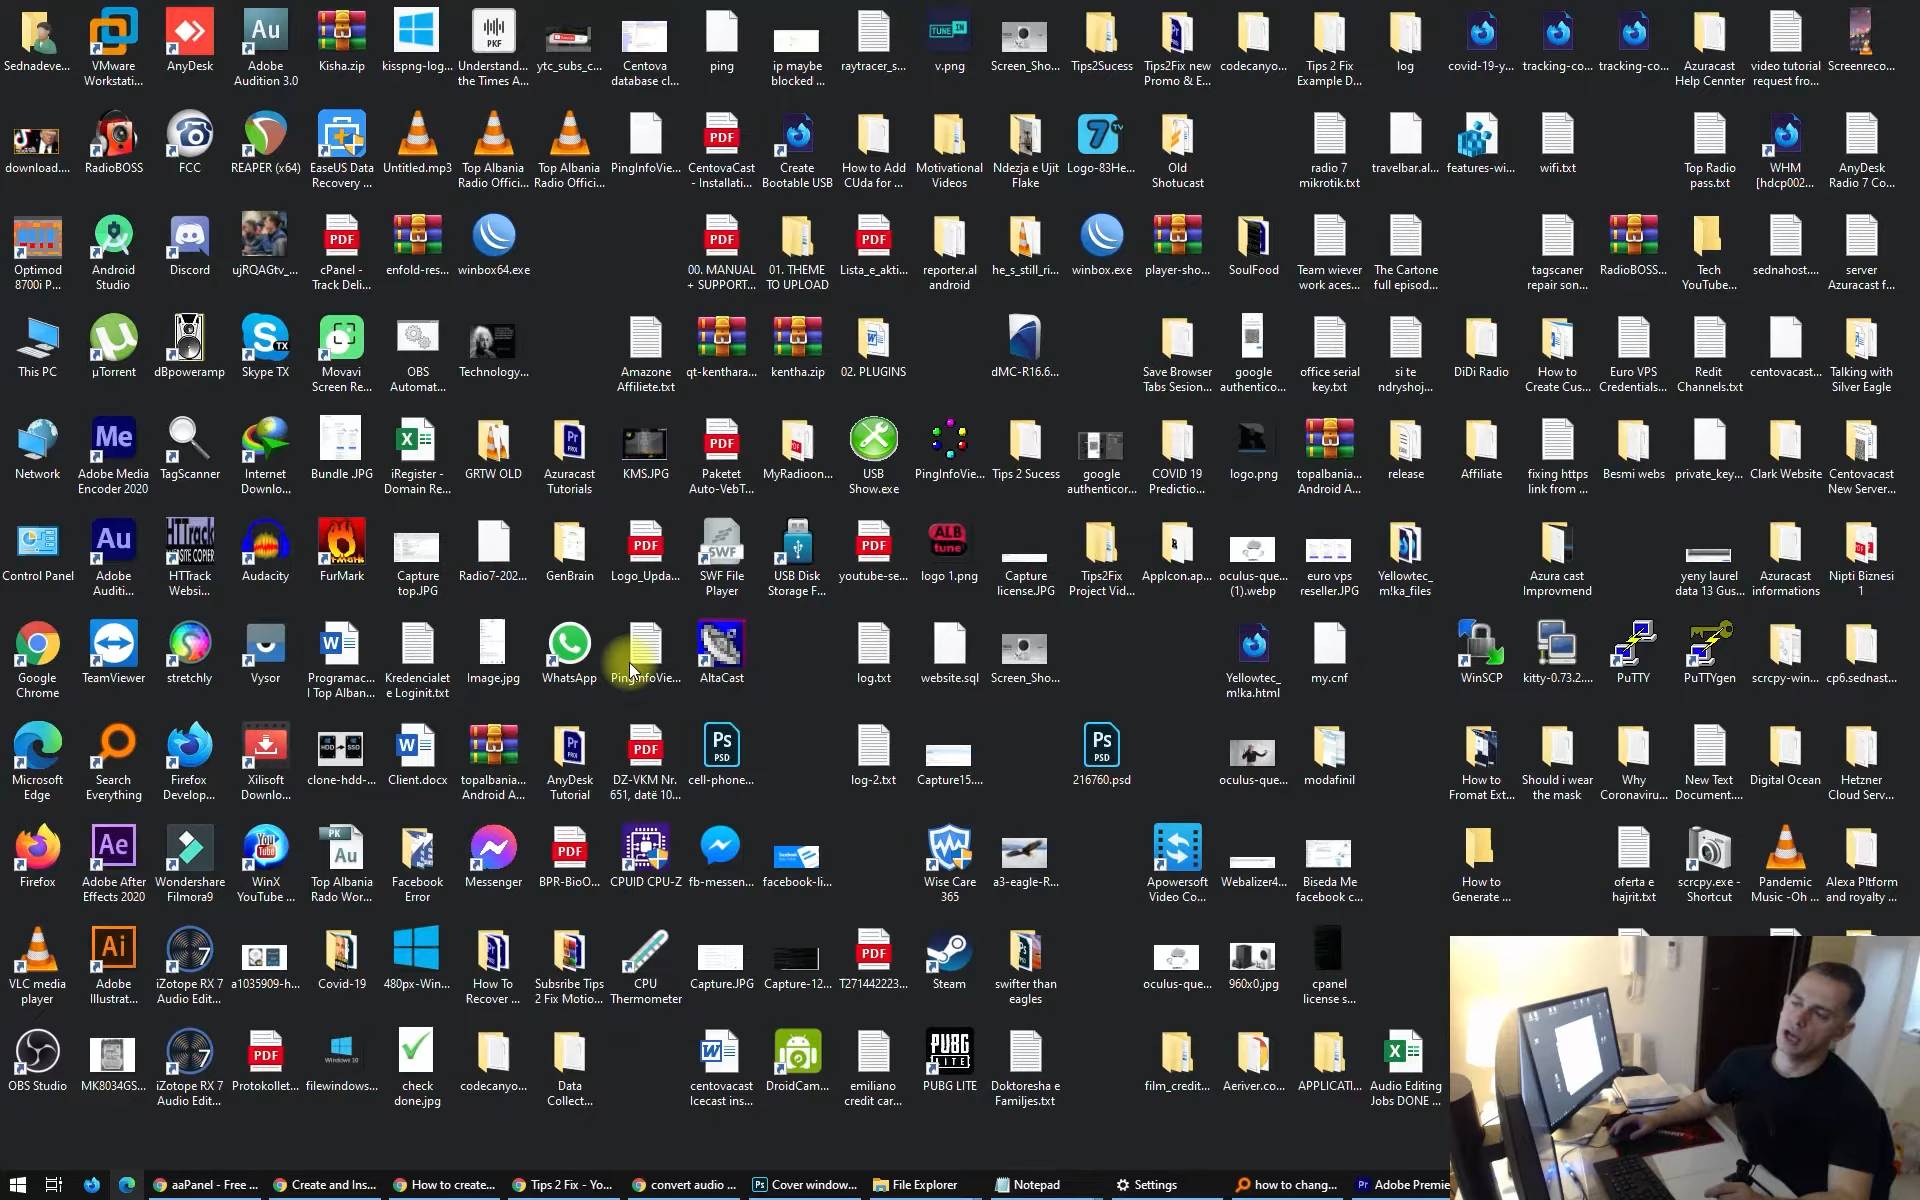 Sednadeve...
VMware
Workstati...
AnyDesk
Adobe
Audition 3.0
Kisha.zip
kisspng-log...
Understand...
the Times A...
ytc_subs_c...
Centova
database cl...
ping
ip maybe
blocked ...
raytracer_s...
v.png
Screen_Sho...
Tips2Sucess
Tips2Fix new
Promo & E...
codecanyo...
Tips 2 Fix
Example D...
log
covid-19-y...
tracking-co...
tracking-co...
Azuracast
Help Cennter
video tutorial
request fro...
Screenreco...
download....
RadioBOSS
FCC
REAPER (x64)
EaseUS Data
Recovery ...
Untitled.mp3
Top Albania
Radio Offici...
Top Albania
Radio Offici...
PingInfoVie...
CentovaCast
- Installati...
Create
Bootable USB
How to Add
CUda for ...
Motivational
Videos
Ndezja e Ujit
Flake
Logo-83He...
Old
Shotucast
radio 7
mikrotik.txt
travelbar.al...
features-wi...
wifi.txt
Top Radio
pass.txt
WHM
[hdcp002...
AnyDesk
Radio 7 Co...
Optimod
8700i P...
Android
Studio
Discord
ujRQAGtv_...
cPanel -
Track Deli...
enfold-res...
winbox64.exe
00. MANUAL
+ SUPPORT...
01. THEME
TO UPLOAD
Lista_e_akti...
reporter.al
android
he_s_still_ri...
winbox.exe
player-sho...
SoulFood
Team wiever
work aces...
The Cartone
full episod...
tagscaner
repair son...
RadioBOSS...
Tech
YouTube...
sednahost....
server
Azuracast f...
This PC
µTorrent
dBpoweramp
Skype TX
Movavi
Screen Re...
OBS
Automat...
Technology...
Amazone
Affiliete.txt
qt-kenthara...
kentha.zip
02. PLUGINS
dMC-R16.6...
Save Browser
Tabs Sesion...
google
authentico...
office serial
key.txt
si te
ndryshoj...
DiDi Radio
How to
Create Cus...
Euro VPS
Credentials...
Redit
Channels.txt
centovacast...
Talking with
Silver Eagle
Network
Adobe Media
Encoder 2020
TagScanner
Internet
Downlo...
Bundle .JPG
iRegister -
Domain Re...
GRTW OLD
Azuracast
Tutorials
KMS.JPG
Paketet
Auto-VebT...
MyRadioon...
USB
Show.exe
PingInfoVie...
Tips 2 Sucess
google
authenticor...
COVID 19
Predictio...
logo.png
topalbania...
Android A...
release
Affiliate
fixing https
link from ...
Besmi webs
private_key...
Clark Website
Centovacast
New Server...
Control Panel
Adobe
Auditi...
HTTrack
Websi...
Audacity
FurMark
Capture
top.JPG
Radio7-202...
GenBrain
Logo_Upda...
SWF File
Player
USB Disk
Storage F...
youtube-se...
logo 1.png
Capture
license.JPG
Tips2Fix
Project Vid...
AppIcon.ap...
oculus-que...
(1).webp
euro vps
reseller.JPG
Yellowtec_
m!ka_files
Azura cast
Improvmend
yeny laurel
data 13 Gus...
Azuracast
informations
Nipti Biznesi
1
Google
Chrome
TeamViewer
stretchly
Vysor
Programac...
I Top Alban...
Kredencialet
e Loginit.txt
Image.jpg
WhatsApp
PingInfoVie...
AltaCast
log.txt
website.sql
Screen_Sho...
Yellowtec_
m!ka.html
my.cnf
WinSCP
kitty-0.73.2....
PuTTY
PuTTYgen
scrcpy-win...
cp6.sednast...
Microsoft
Edge
Search
Everything
Firefox
Develop...
Xilisoft
Downlo...
clone-hdd-...
Client.docx
topalbania...
Android A...
AnyDesk
Tutorial
DZ-VKM Nr.
651, datë 10...
cell-phone...
log-2.txt
Capture15....
216760.psd
oculus-que...
modafinil
How to
Fromat Ext...
Should i wear
the mask
Why
Coronaviru...
New Text
Document....
Digital Ocean
Hetzner
Cloud Serv...
Firefox
Adobe After
Effects 2020
Wondershare
Filmora9
WinX
YouTube ...
Top Albania
Rado Wor...
Facebook
Error
Messenger
BPR-BioO...
CPUID CPU-Z
fb-messen...
facebook-li...
Wise Care
365
a3-eagle-R...
Apowersoft
Video Co...
Webalizer4...
Biseda Me
facebook c...
How to
Generate ...
oferta e
hajrit.txt
scrcpy.exe -
Shortcut
Pandemic
Music -Oh ...
Alexa Pltform
and royalty ...
VLC media
player
Adobe
Illustrat...
iZotope RX 7
Audio Edit...
a1035909-h...
Covid-19
480px-Win...
How To
Recover ...
Subsribe Tips
2 Fix Motio...
CPU
Thermometer
Capture.JPG
Capture-12...
T271442223...
Steam
swifter than
eagles
oculus-que...
960x0.jpg
cpanel
license s...
OBS Studio
MK8034GS...
iZotope RX 7
Audio Edit...
Protokollet...
filewindows...
check
done.jpg
codecanyo...
Data
Collect...
centovacast
Icecast ins...
DroidCam...
emiliano
credit car...
PUBG LITE
Doktoresha e
Familjes.txt
film_credit...
Aeriver.co...
APPLICATI...
Audio Editing
Jobs DONE ...
aaPanel - Free ...
Create and Ins...
How to create...
Tips 2 Fix - Yo...
convert audio ...
Cover window...
File Explorer
Notepad
Settings
how to chang...
Adobe Premie